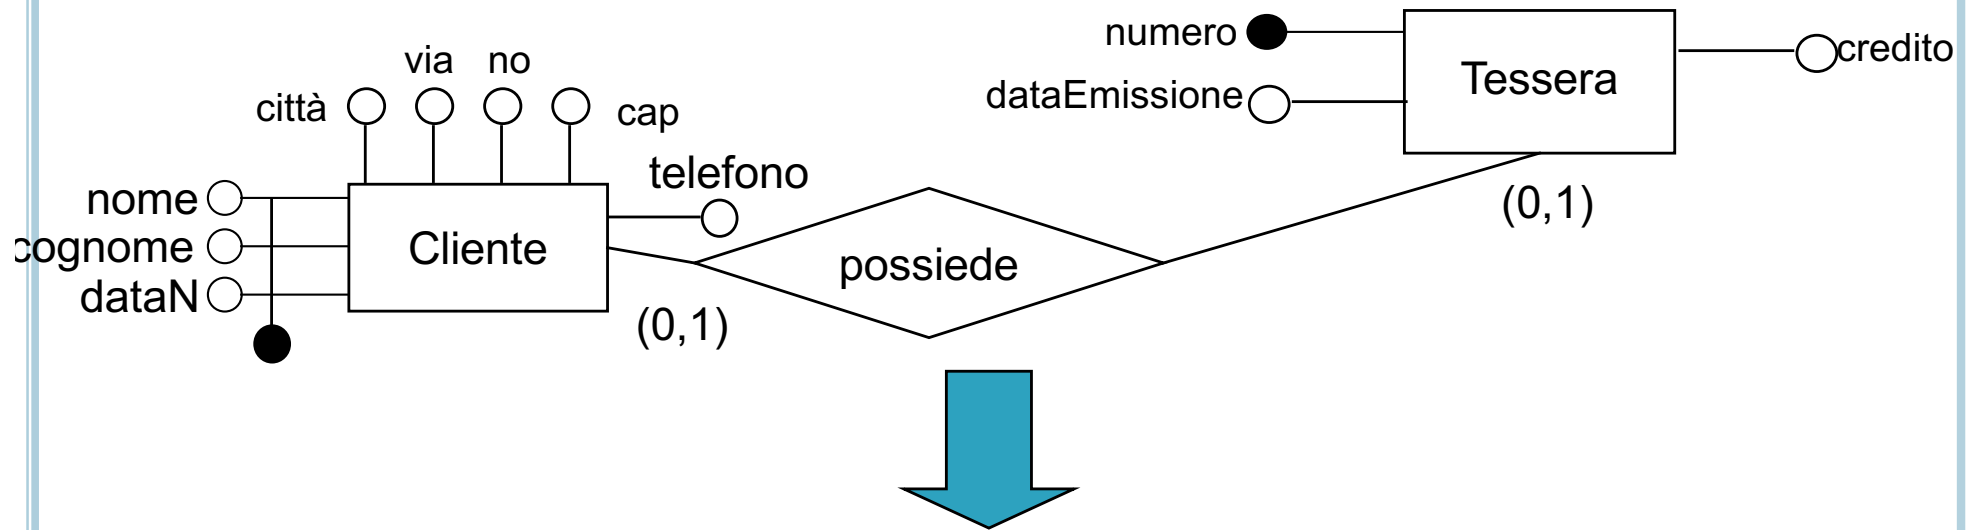 numero
credito
Tessera
dataEmissione
via no
città
cap
telefono
nome
cognome
dataN
Cliente
possiede
(0,1)
(0,1)